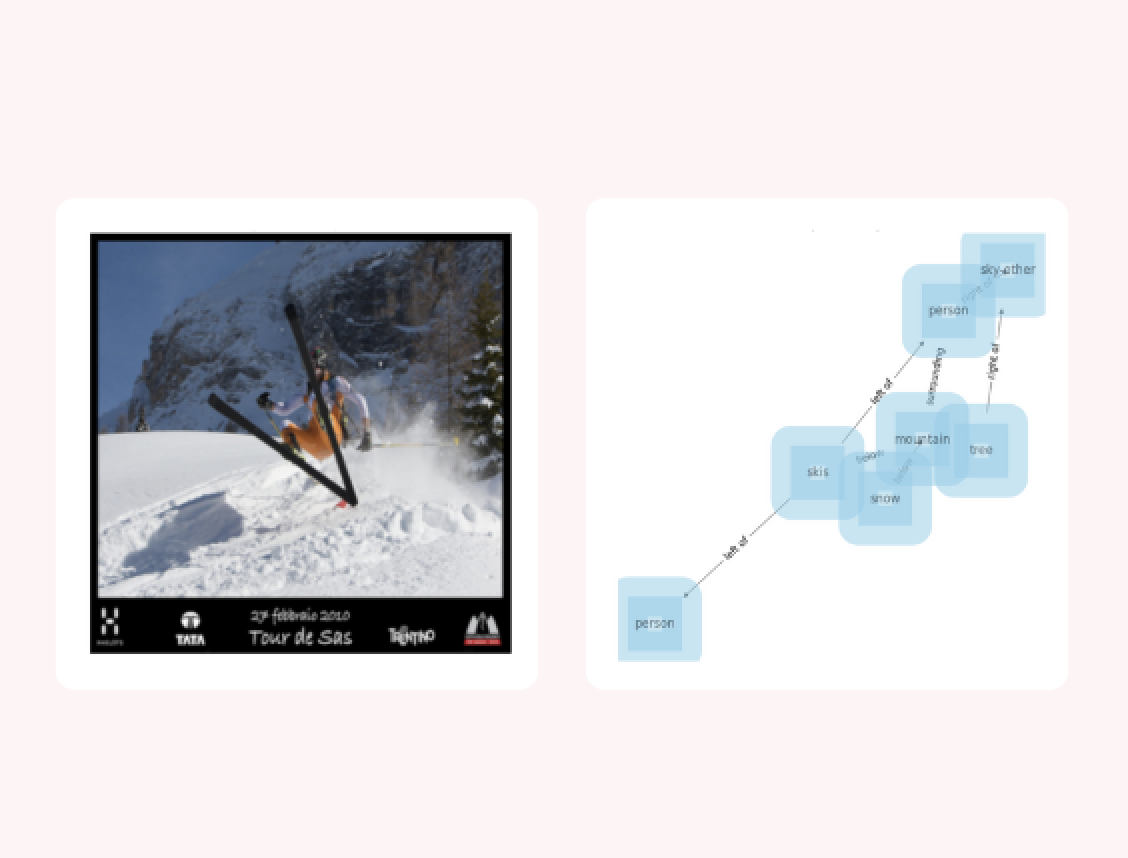 27 febbraio 2010
TATA
Tour de Sas
TRENTINO
sky-other
right of
person
surrounding
right of
left of
mountain
tree
below
below
skis
snow
left of
person